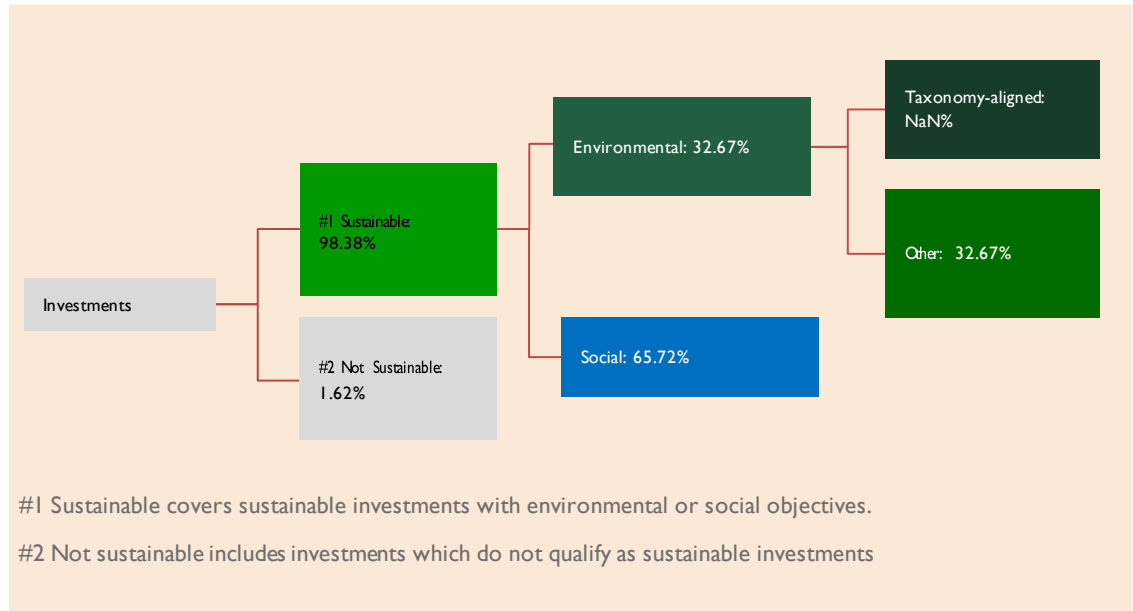 Taxonomy-aligned:
NaN%
Environmental: 32.67%
#1 Sustainable:
98.38%
Other: 32.67%
Investments
Social: 65.72%
#2 Not Sustainable:
1.62%
#1 Sustainable covers sustainable investments with environmental or social objectives.
#2 Not sustainable includes investments which do not qualify as sustainable investments